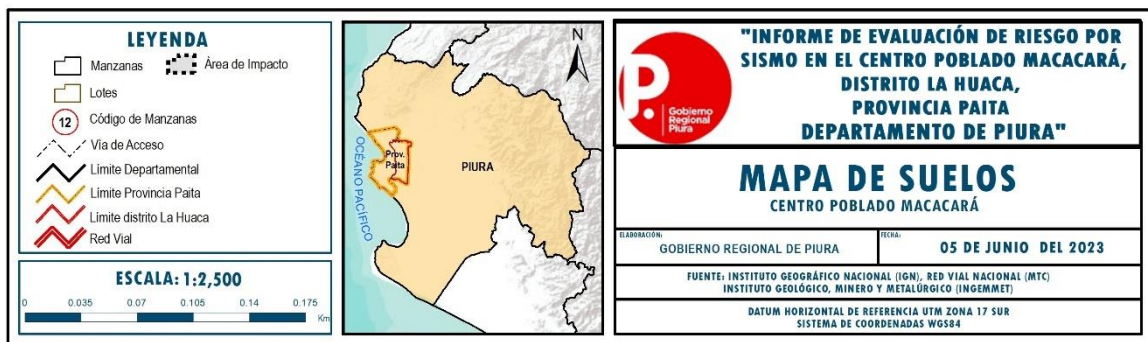 LEYENDA
Manzanas
Área de Impacto
Lotes
12
Código de Manzanas
Vía de Acceso
Límite Departamental
Límite Provincia Paita
Límite distrito La Huaca
Red Vial
ESCALA: 1:2,500
0 0.035 0.07 0.105 0.14 0.175
Km
N
OCÉANO PACÍFICO
Prov.
Paita
PIURA
P.
Gobierno
Regional
Piura
"INFORME DE EVALUACIÓN DE RIESGO POR
SISMO EN EL CENTRO POBLADO MACACARÁ,
DISTRITO LA HUACA,
PROVINCIA PAITA
DEPARTAMENTO DE PIURA"
MAPA DE SUELOS
CENTRO POBLADO MACACARÁ
ELABORACIÓN:
GOBIERNO REGIONAL DE PIURA
FECHA:
05 DE JUNIO DEL 2023
FUENTE: INSTITUTO GEOGRÁFICO NACIONAL (IGN), RED VIAL NACIONAL (MTC)
INSTITUTO GEOLÓGICO, MINERO Y METALÚRGICO (INGEMMET)
DATUM HORIZONTAL DE REFERENCIA UTM ZONA 17 SUR
SISTEMA DE COORDENADAS WGS84